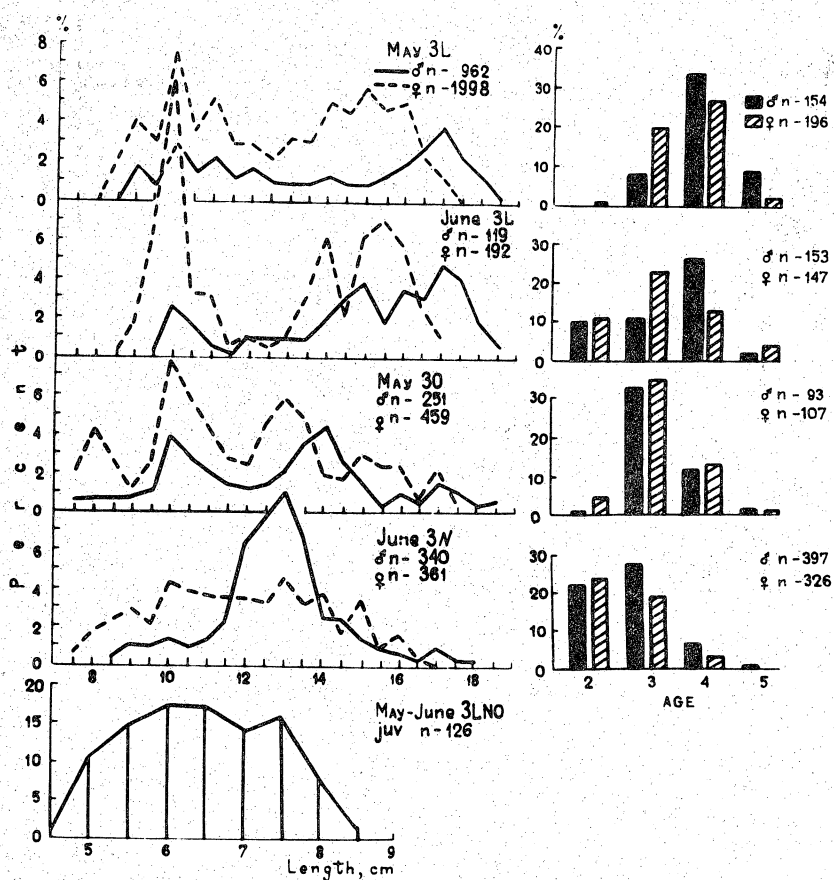 %
8
6
4
2
0
May 3L
♂ n- 962
♀ n-1998
%
40
30
20
10
0
♂ n-154
♀ n-196
6
4
2
0
June 3L
♂ n- 119
♀ n- 192
30
20
10
0
♂ n-153
♀ n-147
6
4
2
0
May 30
♂ n- 251
♀ n- 459
30
20
10
0
♂ n- 93
♀ n-107
6
4
2
0
June 3N
♂ n- 340
♀ n- 361
30
20
10
0
♂ n-397
♀ n-326
Percent
8 10 12 14 16 18
2 3 4 5
AGE
20
15
10
5
0
May-June 3LNO
juv n-126
5 6 7 8 9
Length, cm